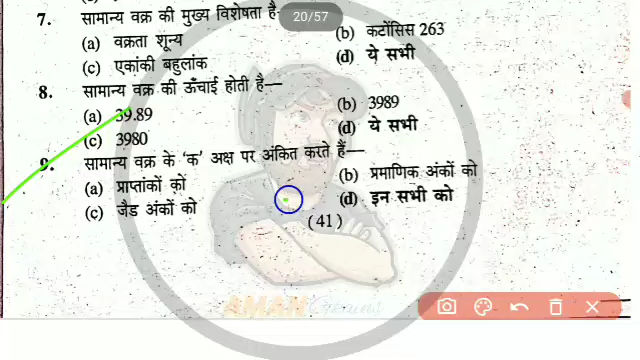 7. सामान्य वक्र की मुख्य विशेषता है
20/57
(a) वक्रता शून्य
(b) कर्टोसिस 263
(c) एकांकी बहुलांक
(d) ये सभी
8. सामान्य वक्र की ऊँचाई होती है—
(a) 39.89
(b) 3989
(c) 3980
(d) ये सभी
9. सामान्य वक्र के 'क' अक्ष पर अंकित करते हैं—
(a) प्राप्तांकों को
(b) प्रमाणिक अंकों को
(c) जैड अंकों को
(d) इन सभी को
(41)
AMAN